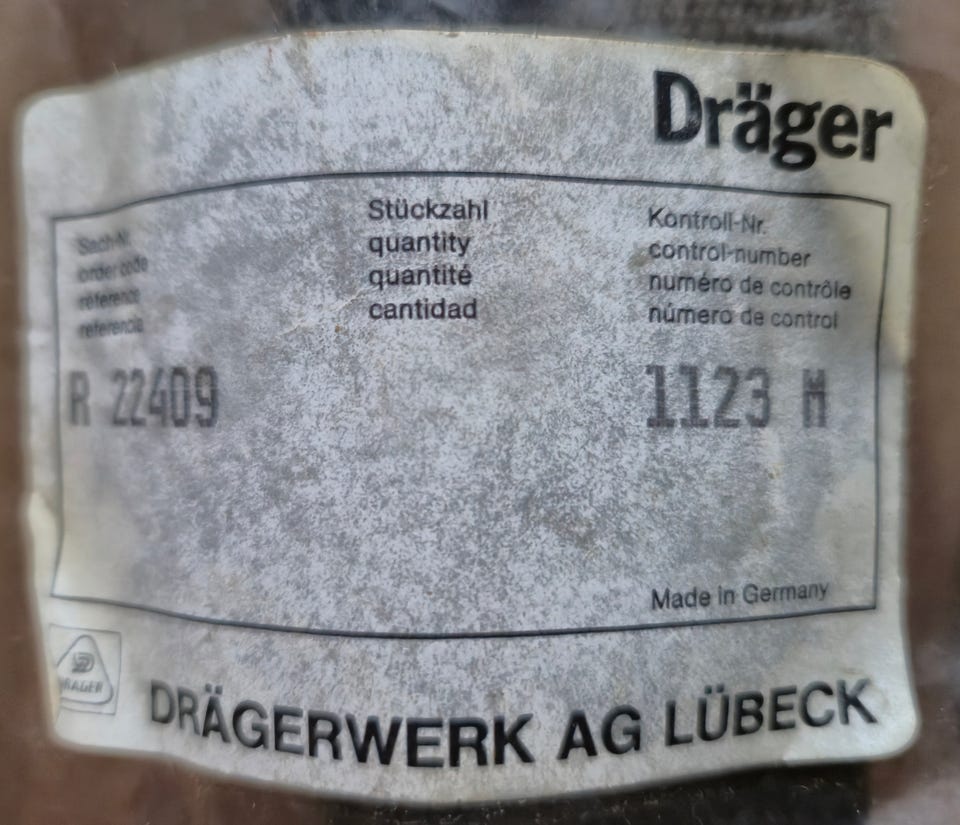 Dräger
Sach-Nr.
order code
référence
referencia
R 22409
Stückzahl
quantity
quantité
cantidad
Kontroll-Nr.
control-number
numéro de contrôle
número de control
1123 M
Made in Germany
DRÄGER
DRÄGERWERK AG LÜBECK